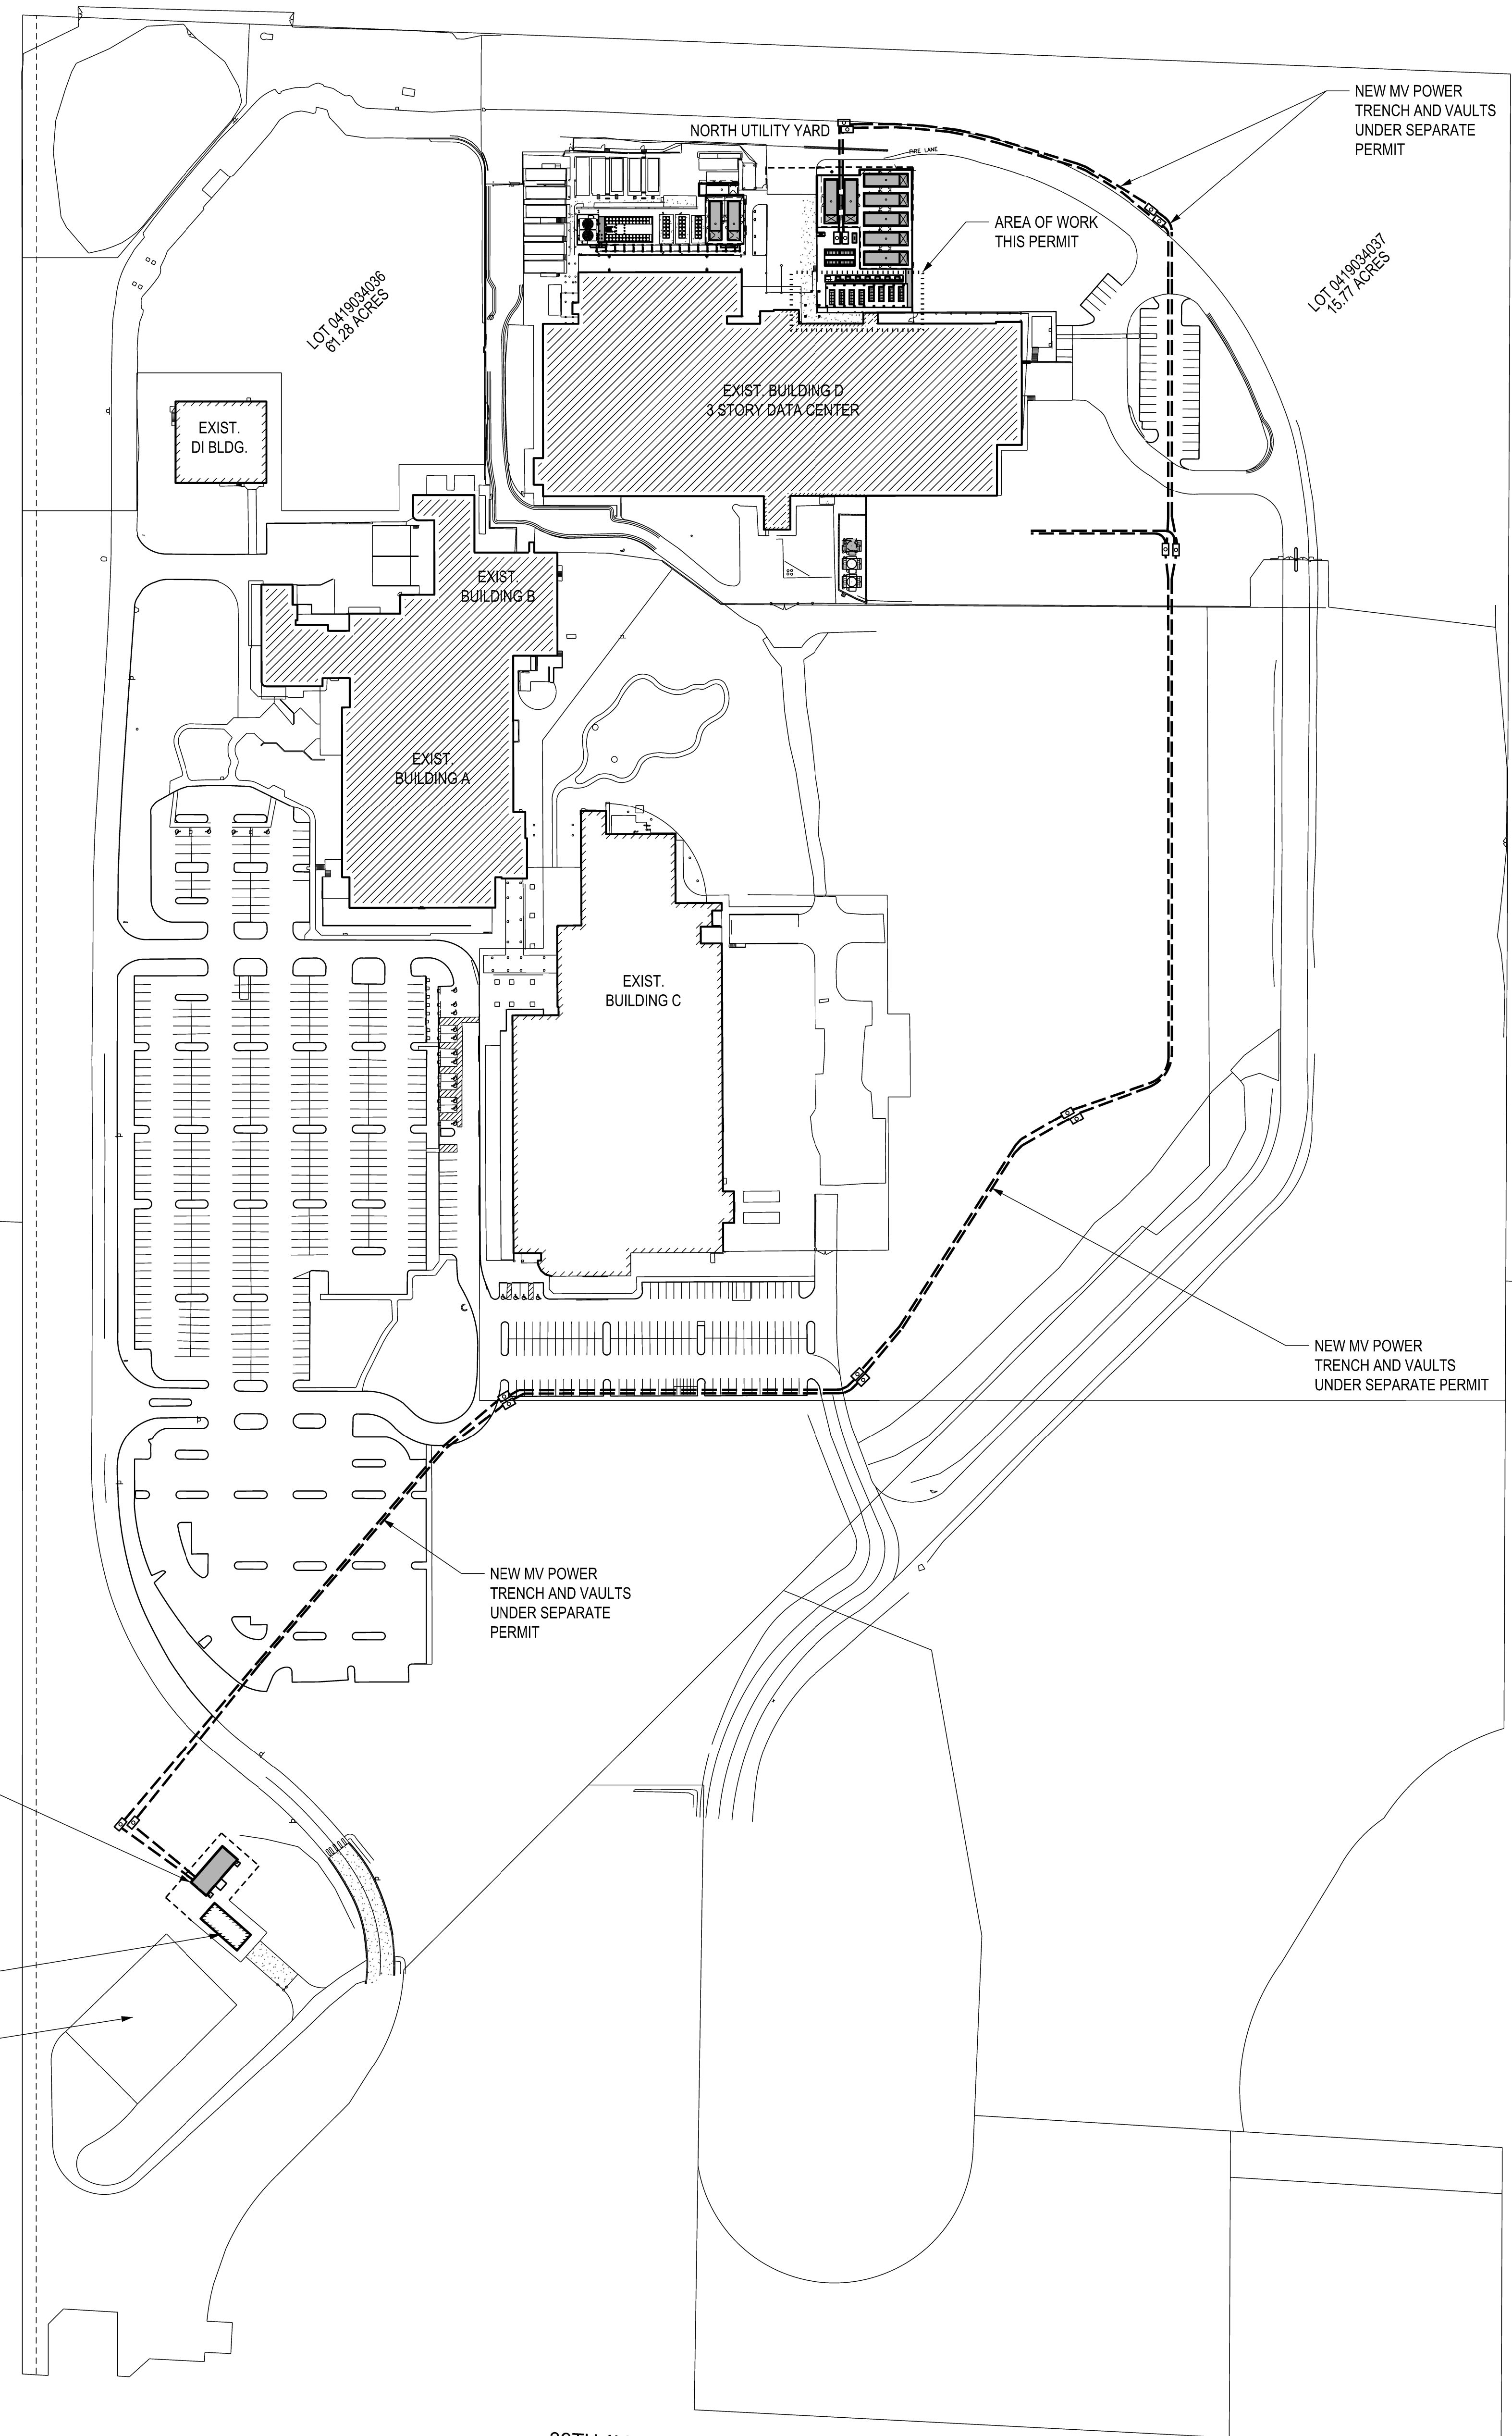 NEW MV POWER
TRENCH AND VAULTS
UNDER SEPARATE
PERMIT
NORTH UTILITY YARD
FIRE LANE
AREA OF WORK
THIS PERMIT
LOT 0419034037
15.77 ACRES
LOT 0419034036
61.28 ACRES
EXIST. BUILDING D
3 STORY DATA CENTER
EXIST.
DI BLDG.
EXIST.
BUILDING B
EXIST.
BUILDING A
EXIST.
BUILDING C
NEW MV POWER
TRENCH AND VAULTS
UNDER SEPARATE PERMIT
NEW MV POWER
TRENCH AND VAULTS
UNDER SEPARATE
PERMIT